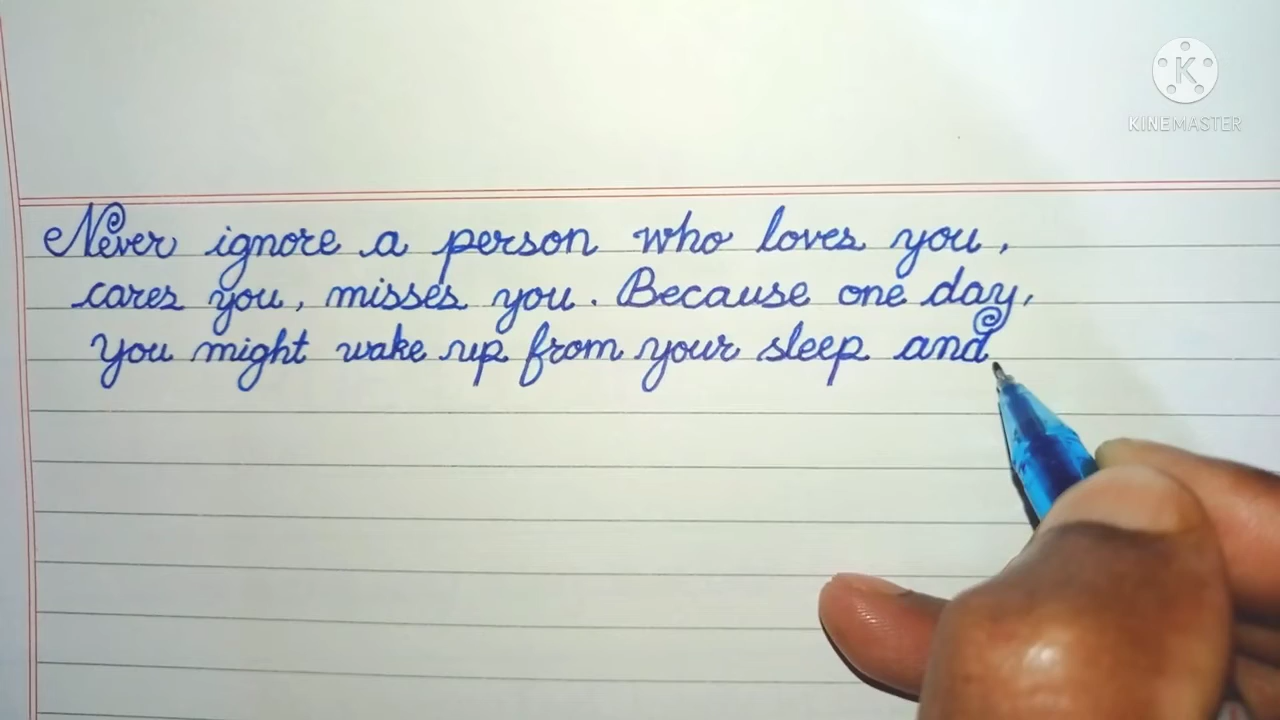 KINEMASTER
Never ignore a person who loves you,
cares you, misses you. Because one day,
you might wake up from your sleep and